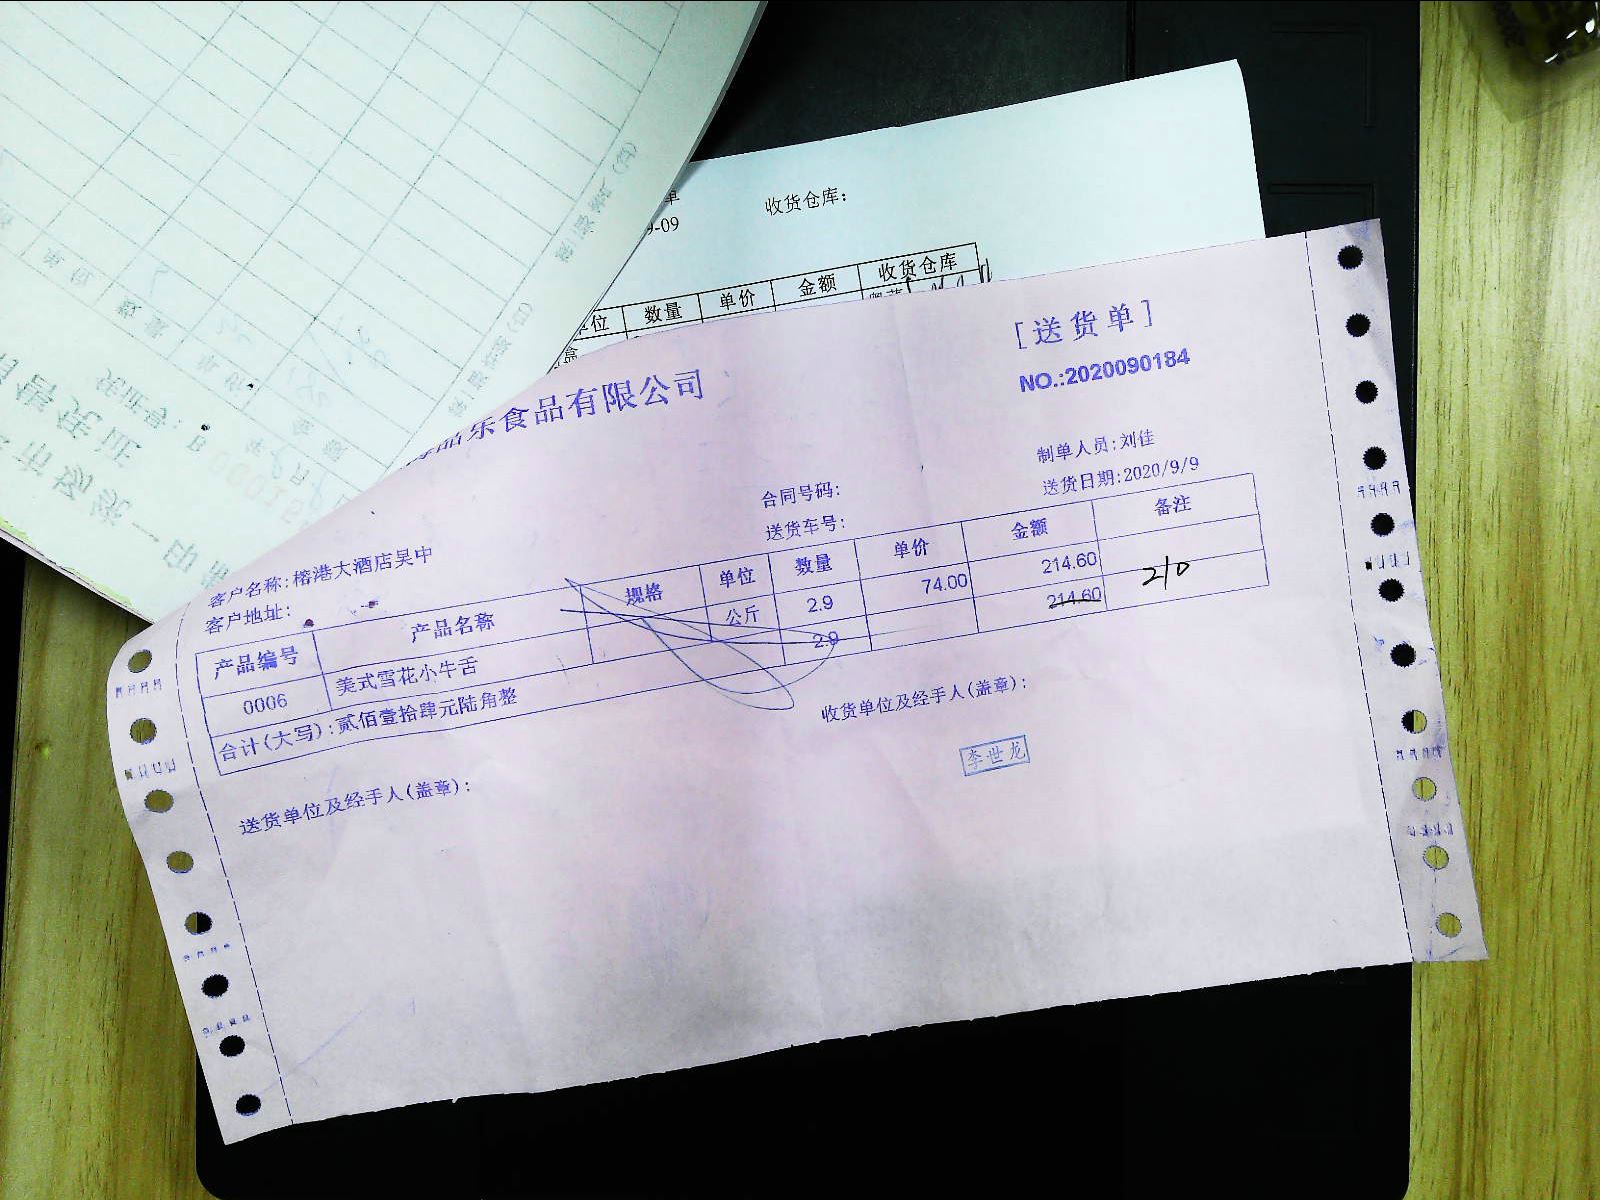 收货仓库：
9-09
数量 单价 金额 收货仓库
[送货单]
NO.:2020090184
乐食品有限公司
制单人员:刘佳
合同号码:
送货日期:2020/9/9
送货车号:
客户名称:榕港大酒店吴中
客户地址:
产品编号 产品名称 规格 单位 数量 单价 金额 备注
0006 美式雪花小牛舌 公斤 2.9 74.00 214.60
合计(大写):贰佰壹拾肆元陆角整 2.9 214.60 210
送货单位及经手人(盖章): 收货单位及经手人(盖章):
李世龙